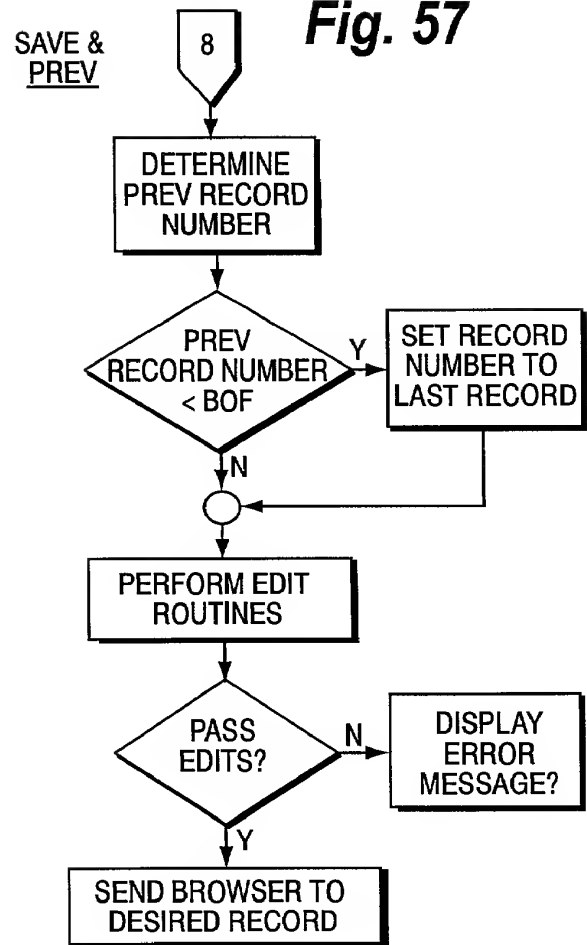 Fig. 57
SAVE &
PREV
8
DETERMINE
PREV RECORD
NUMBER
PREV
RECORD NUMBER
< BOF
Y
SET RECORD
NUMBER TO
LAST RECORD
N
PERFORM EDIT
ROUTINES
PASS
EDITS?
N
DISPLAY
ERROR
MESSAGE?
Y
SEND BROWSER TO
DESIRED RECORD